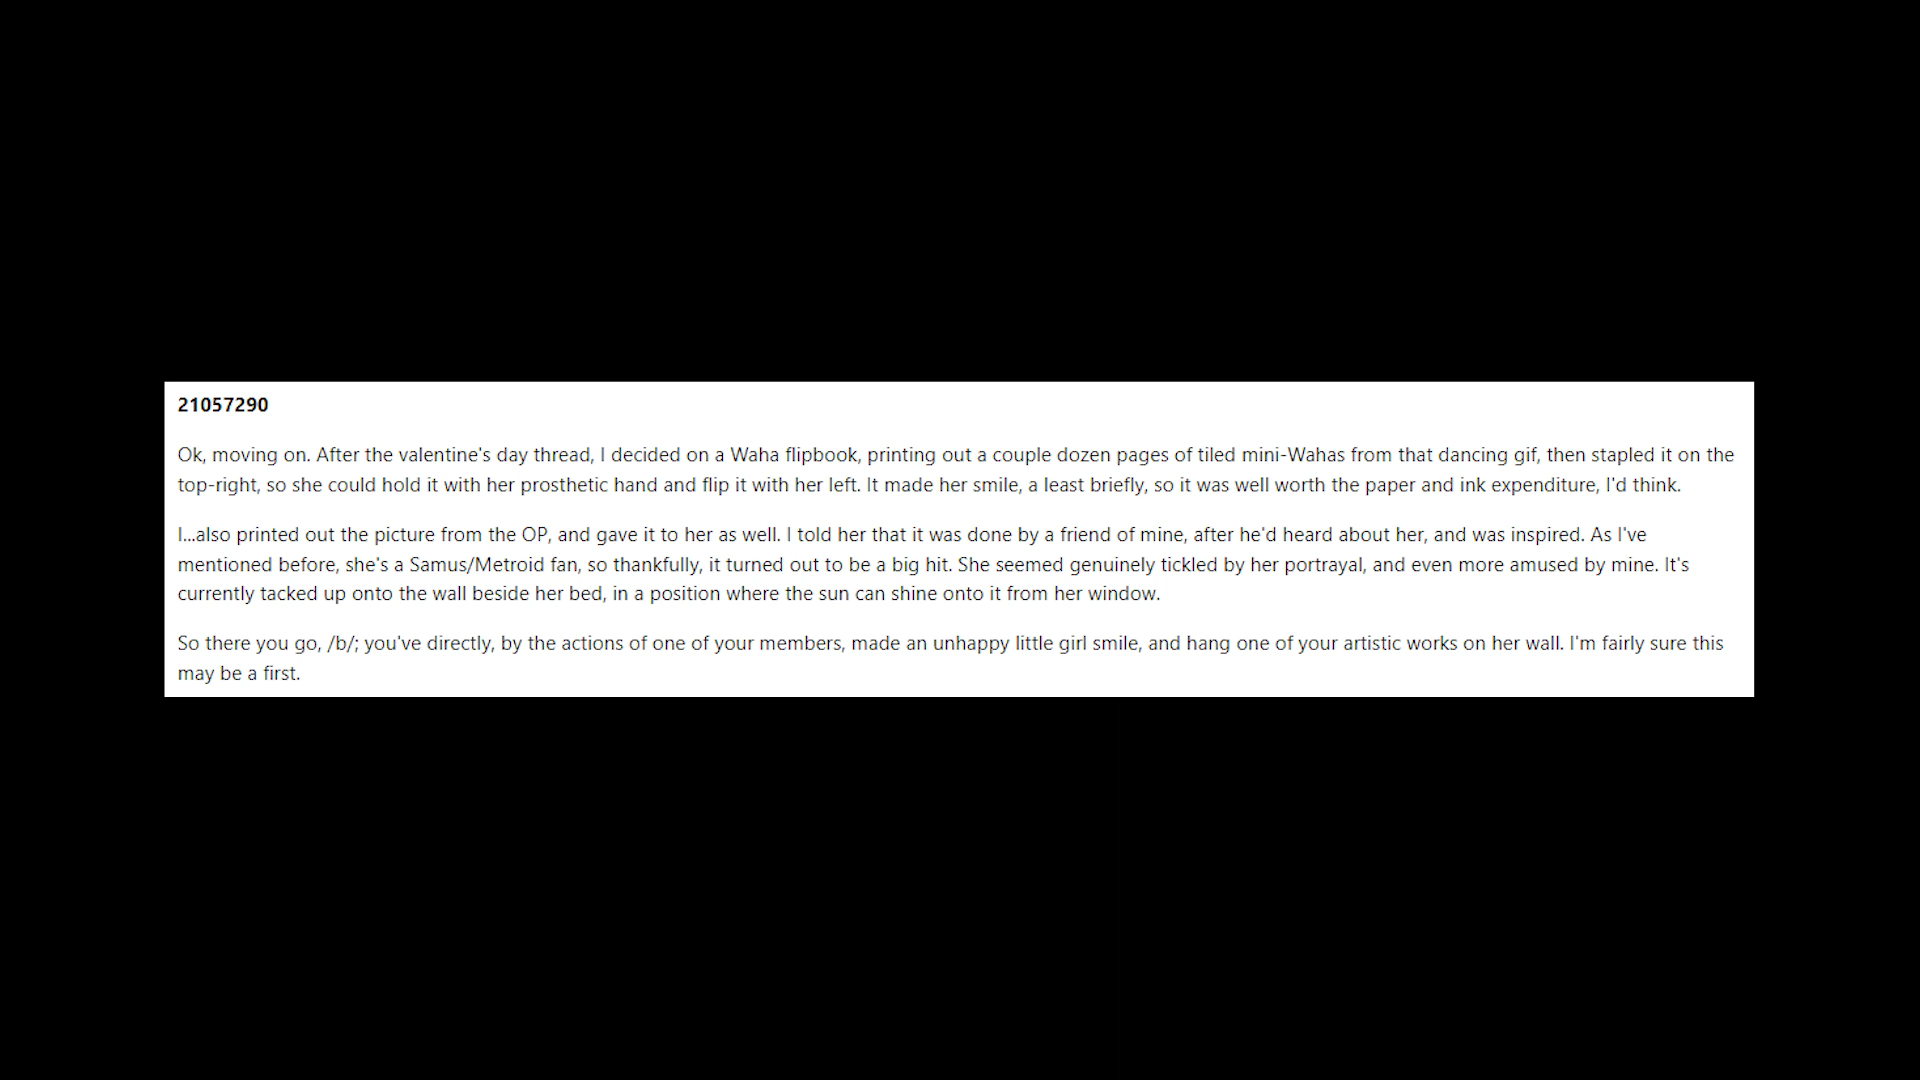 21057290
Ok, moving on. After the valentine's day thread, I decided on a Waha flipbook, printing out a couple dozen pages of tiled mini-Wahas from that dancing gif, then stapled it on the
top-right, so she could hold it with her prosthetic hand and flip it with her left. It made her smile, a least briefly, so it was well worth the paper and ink expenditure, I'd think.
I...also printed out the picture from the OP, and gave it to her as well. I told her that it was done by a friend of mine, after he'd heard about her, and was inspired. As I've
mentioned before, she's a Samus/Metroid fan, so thankfully, it turned out to be a big hit. She seemed genuinely tickled by her portrayal, and even more amused by mine. It's
currently tacked up onto the wall beside her bed, in a position where the sun can shine onto it from her window.
So there you go, /b/; you've directly, by the actions of one of your members, made an unhappy little girl smile, and hang one of your artistic works on her wall. I'm fairly sure this
may be a first.